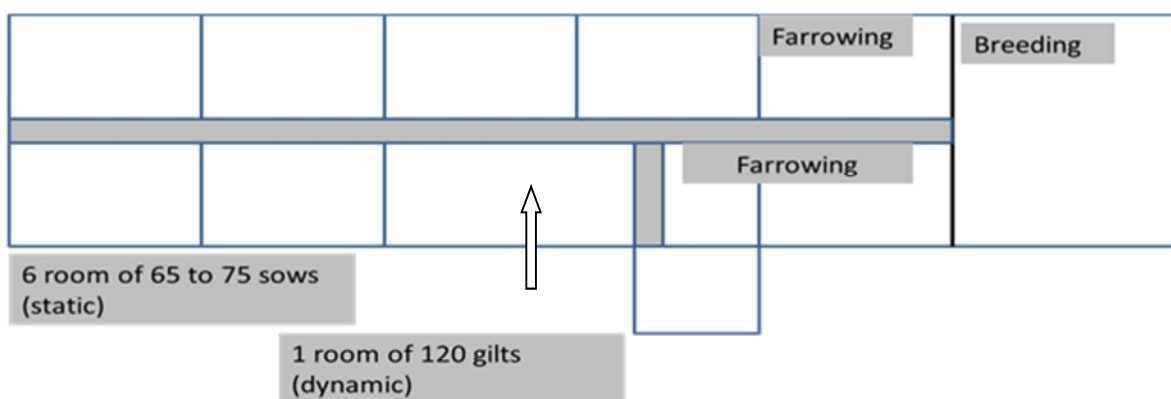 Farrowing
Breeding
Farrowing
6 room of 65 to 75 sows
(static)
1 room of 120 gilts
(dynamic)